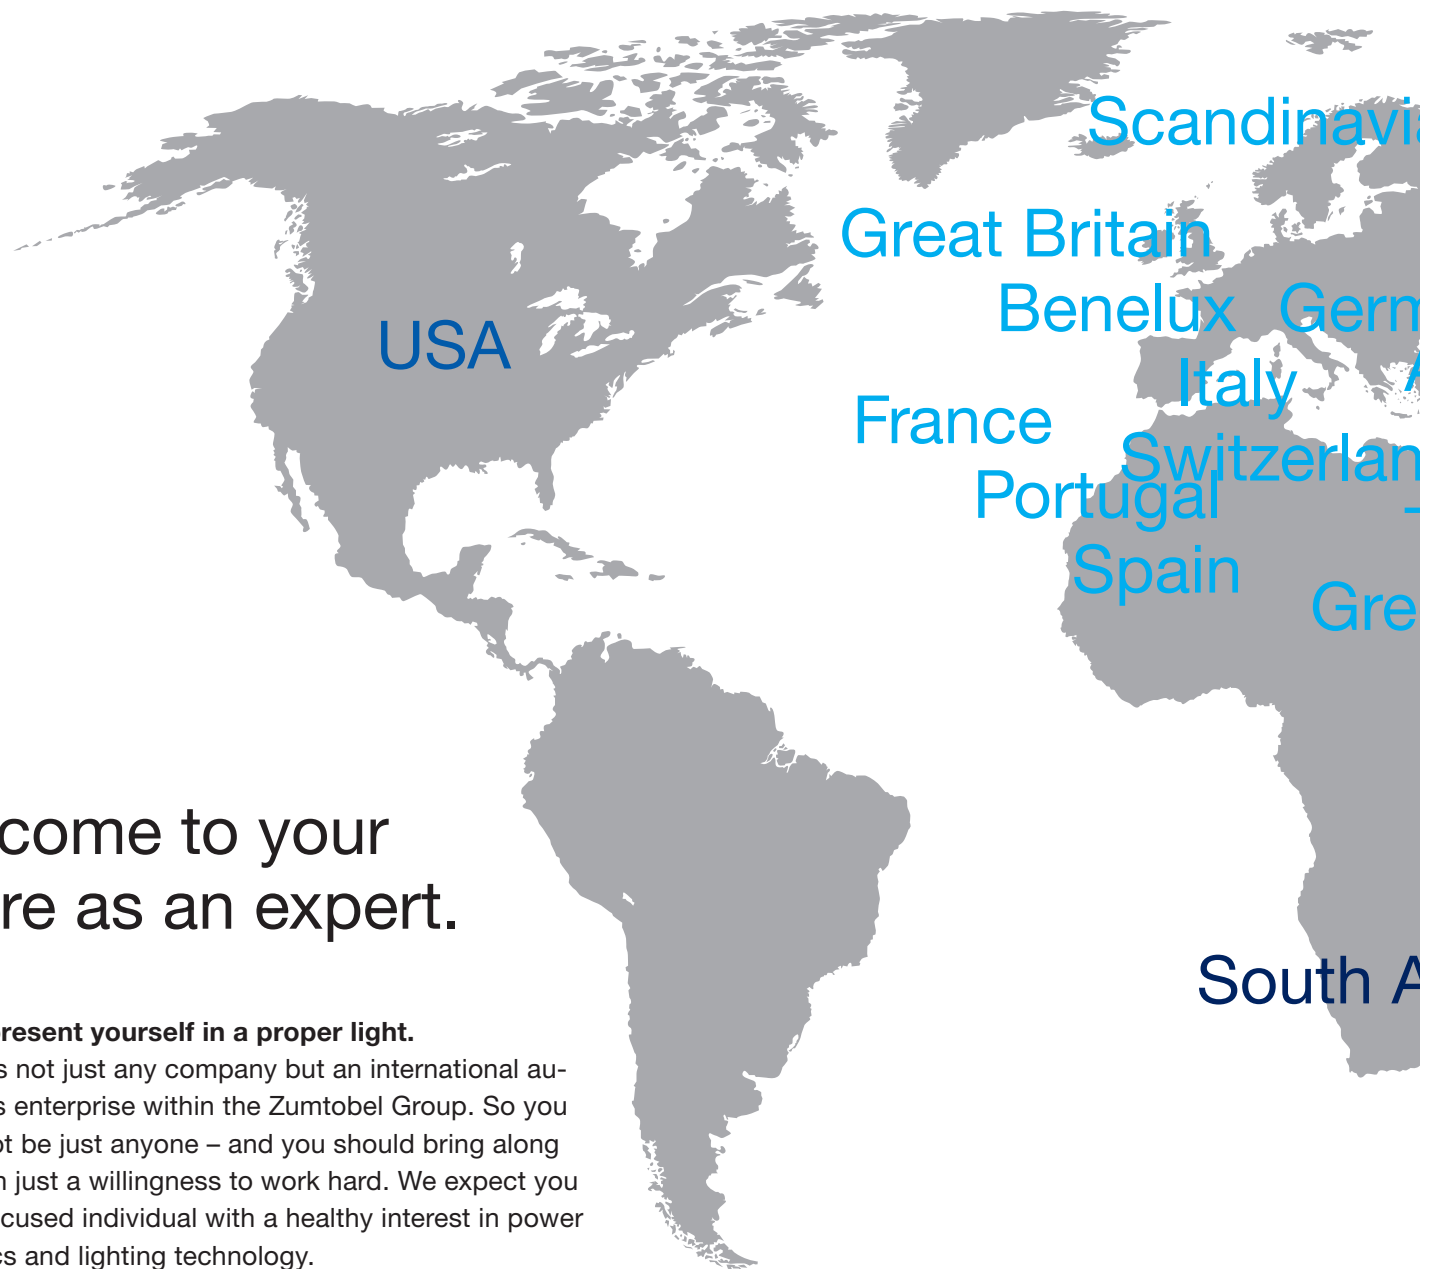 Scandinavia
Great Britain
Benelux Germ
USA
Italy
France
Switzerlan
Portugal
Spain
Gre
come to your
re as an expert.
South A
resent yourself in a proper light.
s not just any company but an international au-
s enterprise within the Zumtobel Group. So you
t be just anyone – and you should bring along
n just a willingness to work hard. We expect you
cused individual with a healthy interest in power
cs and lighting technology.